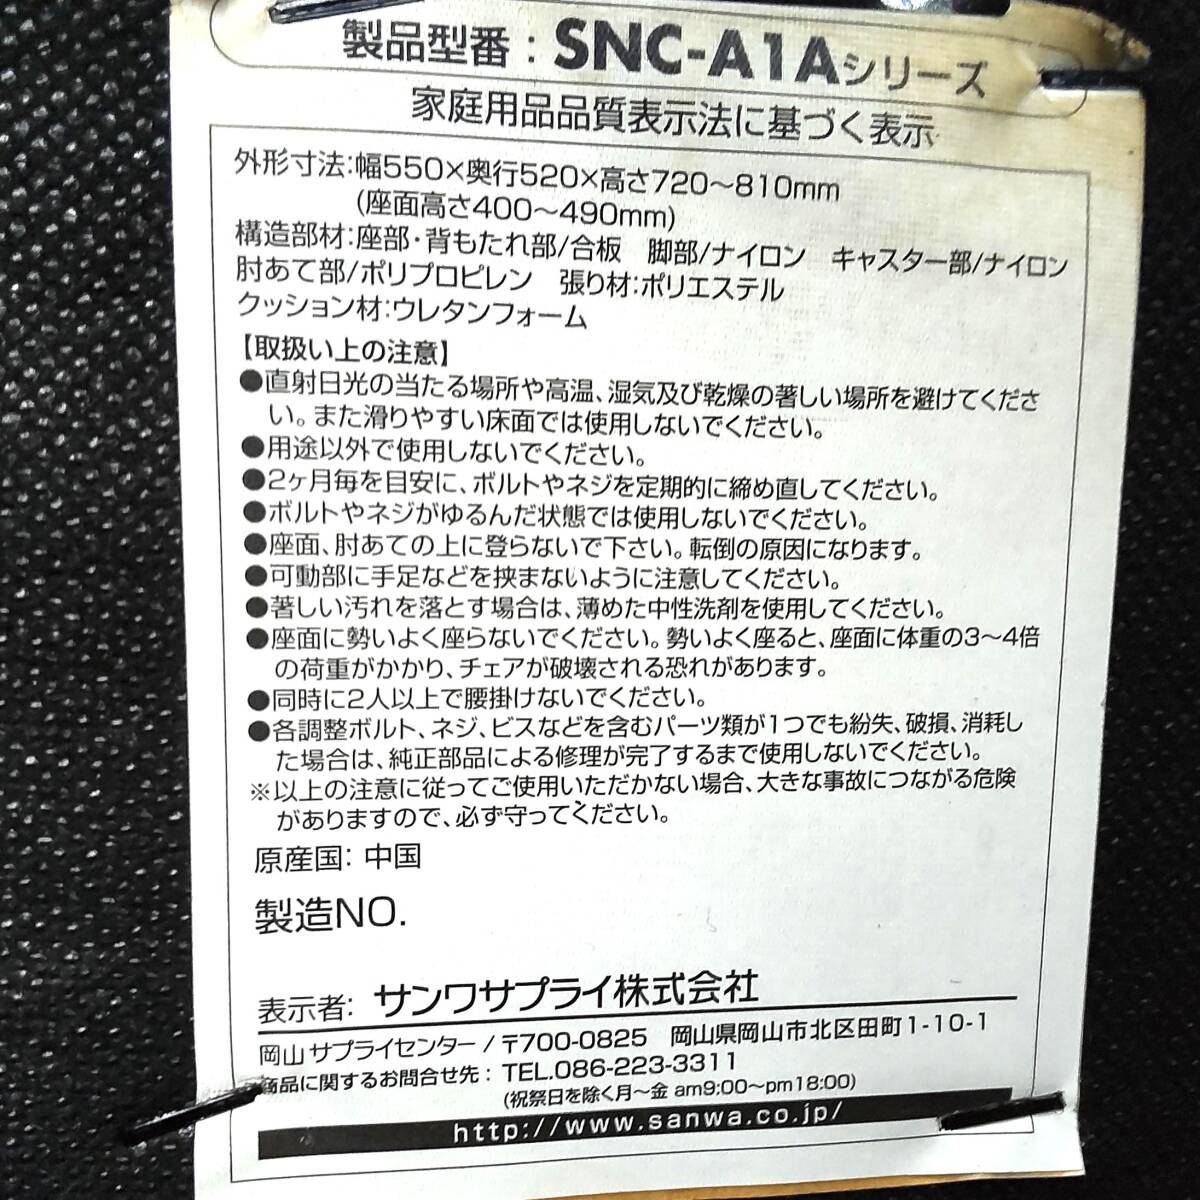 製品型番：SNC-A1Aシリーズ
家庭用品品質表示法に基づく表示
外形寸法:幅550×奥行520×高さ720〜810mm
(座面高さ400〜490mm)
構造部材:座部・背もたれ部/合板　脚部/ナイロン　キャスター部/ナイロン
肘あて部/ポリプロピレン　張り材:ポリエステル
クッション材:ウレタンフォーム
【取扱い上の注意】
●直射日光の当たる場所や高温、湿気及び乾燥の著しい場所を避けてくださ
い。また滑りやすい床面では使用しないでください。
●用途以外で使用しないでください。
●2ヶ月毎を目安に、ボルトやネジを定期的に締め直してください。
●ボルトやネジがゆるんだ状態では使用しないでください。
●座面、肘あての上に登らないで下さい。転倒の原因になります。
●可動部に手足などを挟まないように注意してください。
●著しい汚れを落とす場合は、薄めた中性洗剤を使用してください。
●座面に勢いよく座らないでください。勢いよく座ると、座面に体重の3〜4倍
の荷重がかかり、チェアが破壊される恐れがあります。
●同時に2人以上で腰掛けないでください。
●各調整ボルト、ネジ、ビスなどを含むパーツ類が1つでも紛失、破損、消耗し
た場合は、純正部品による修理が完了するまで使用しないでください。
※以上の注意に従ってご使用いただかない場合、大きな事故につながる危険
がありますので、必ず守ってください。
原産国：中国
製造NO.
表示者：サンワサプライ株式会社
岡山サプライセンター/〒700-0825　岡山県岡山市北区田町1-10-1
商品に関するお問合せ先：TEL.086-223-3311
(祝祭日を除く月〜金 am9:00〜pm18:00)
http://www.sanwa.co.jp/